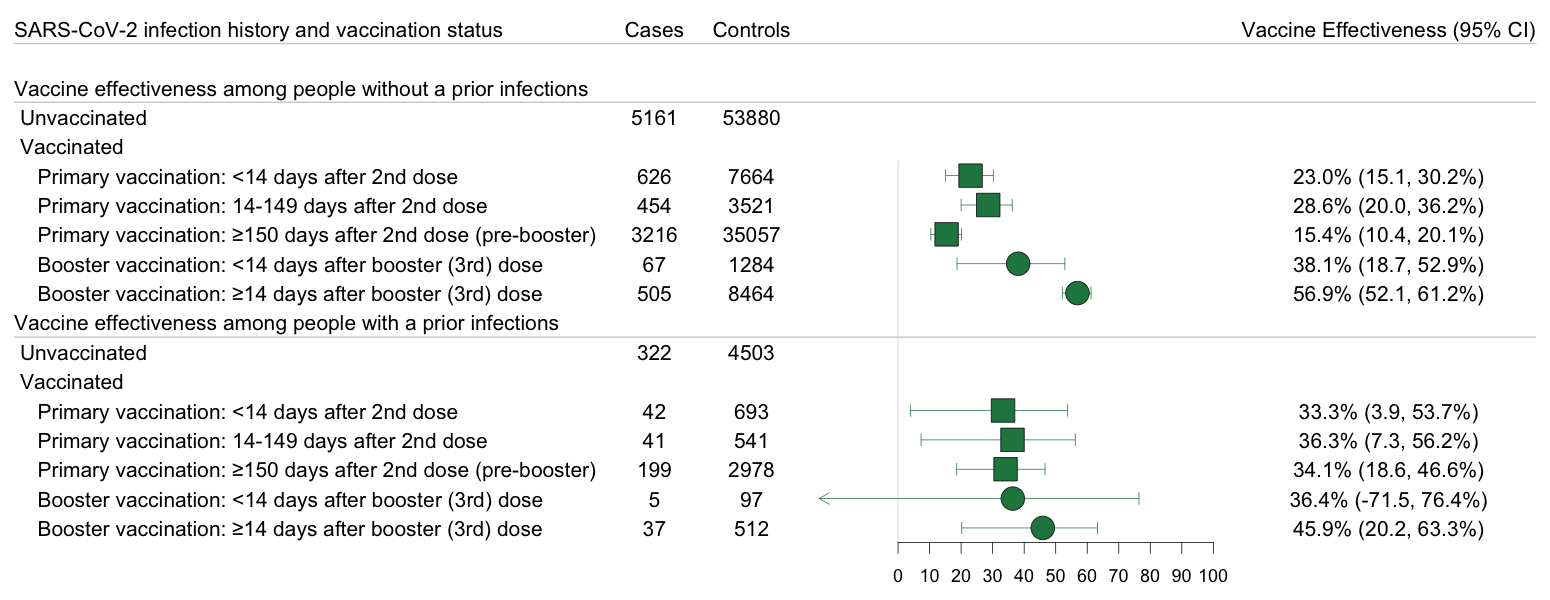 SARS-CoV-2 infection history and vaccination status Cases Controls Vaccine Effectiveness (95% CI)
Vaccine effectiveness among people without a prior infections
Unvaccinated 5161 53880
Vaccinated
Primary vaccination: <14 days after 2nd dose 626 7664 23.0% (15.1, 30.2%)
Primary vaccination: 14-149 days after 2nd dose 454 3521 28.6% (20.0, 36.2%)
Primary vaccination: ≥150 days after 2nd dose (pre-booster) 3216 35057 15.4% (10.4, 20.1%)
Booster vaccination: <14 days after booster (3rd) dose 67 1284 38.1% (18.7, 52.9%)
Booster vaccination: ≥14 days after booster (3rd) dose 505 8464 56.9% (52.1, 61.2%)
Vaccine effectiveness among people with a prior infections
Unvaccinated 322 4503
Vaccinated
Primary vaccination: <14 days after 2nd dose 42 693 33.3% (3.9, 53.7%)
Primary vaccination: 14-149 days after 2nd dose 41 541 36.3% (7.3, 56.2%)
Primary vaccination: ≥150 days after 2nd dose (pre-booster) 199 2978 34.1% (18.6, 46.6%)
Booster vaccination: <14 days after booster (3rd) dose 5 97 36.4% (-71.5, 76.4%)
Booster vaccination: ≥14 days after booster (3rd) dose 37 512 45.9% (20.2, 63.3%)
0 10 20 30 40 50 60 70 80 90 100